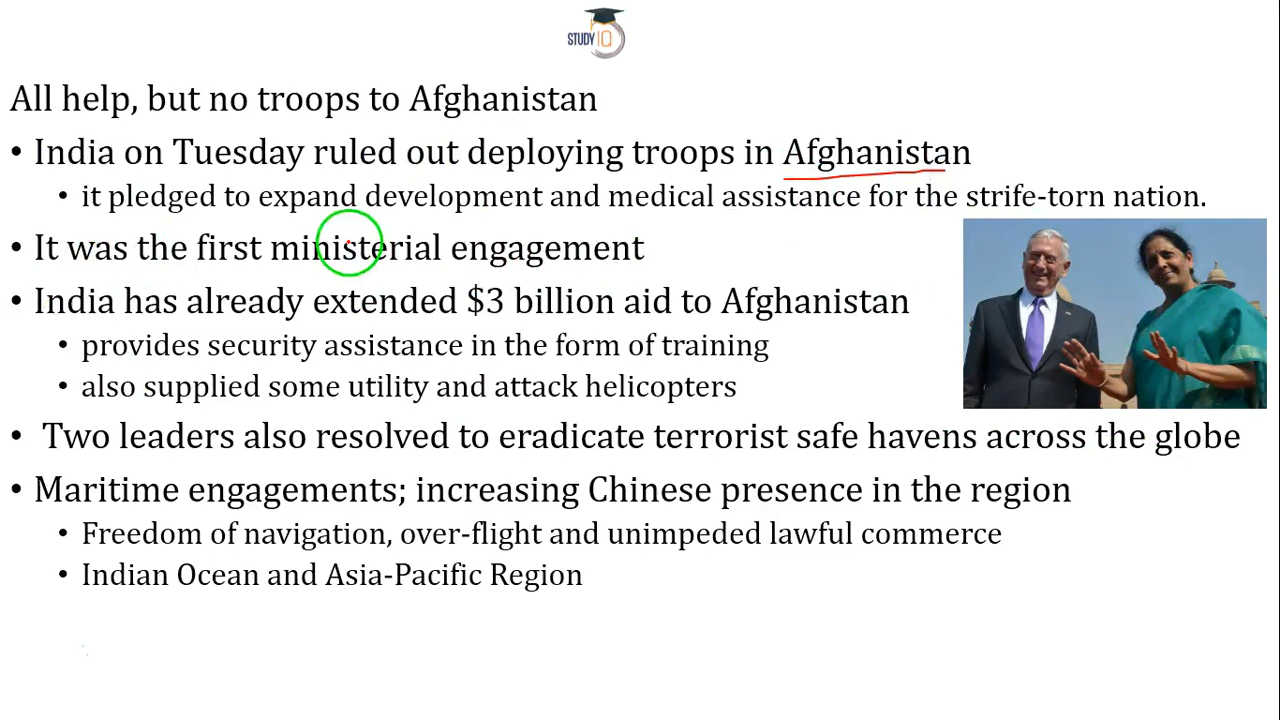 STUDY IQ
All help, but no troops to Afghanistan
• India on Tuesday ruled out deploying troops in Afghanistan
• it pledged to expand development and medical assistance for the strife-torn nation.
• It was the first ministerial engagement
• India has already extended $3 billion aid to Afghanistan
• provides security assistance in the form of training
• also supplied some utility and attack helicopters
• Two leaders also resolved to eradicate terrorist safe havens across the globe
• Maritime engagements; increasing Chinese presence in the region
• Freedom of navigation, over-flight and unimpeded lawful commerce
• Indian Ocean and Asia-Pacific Region